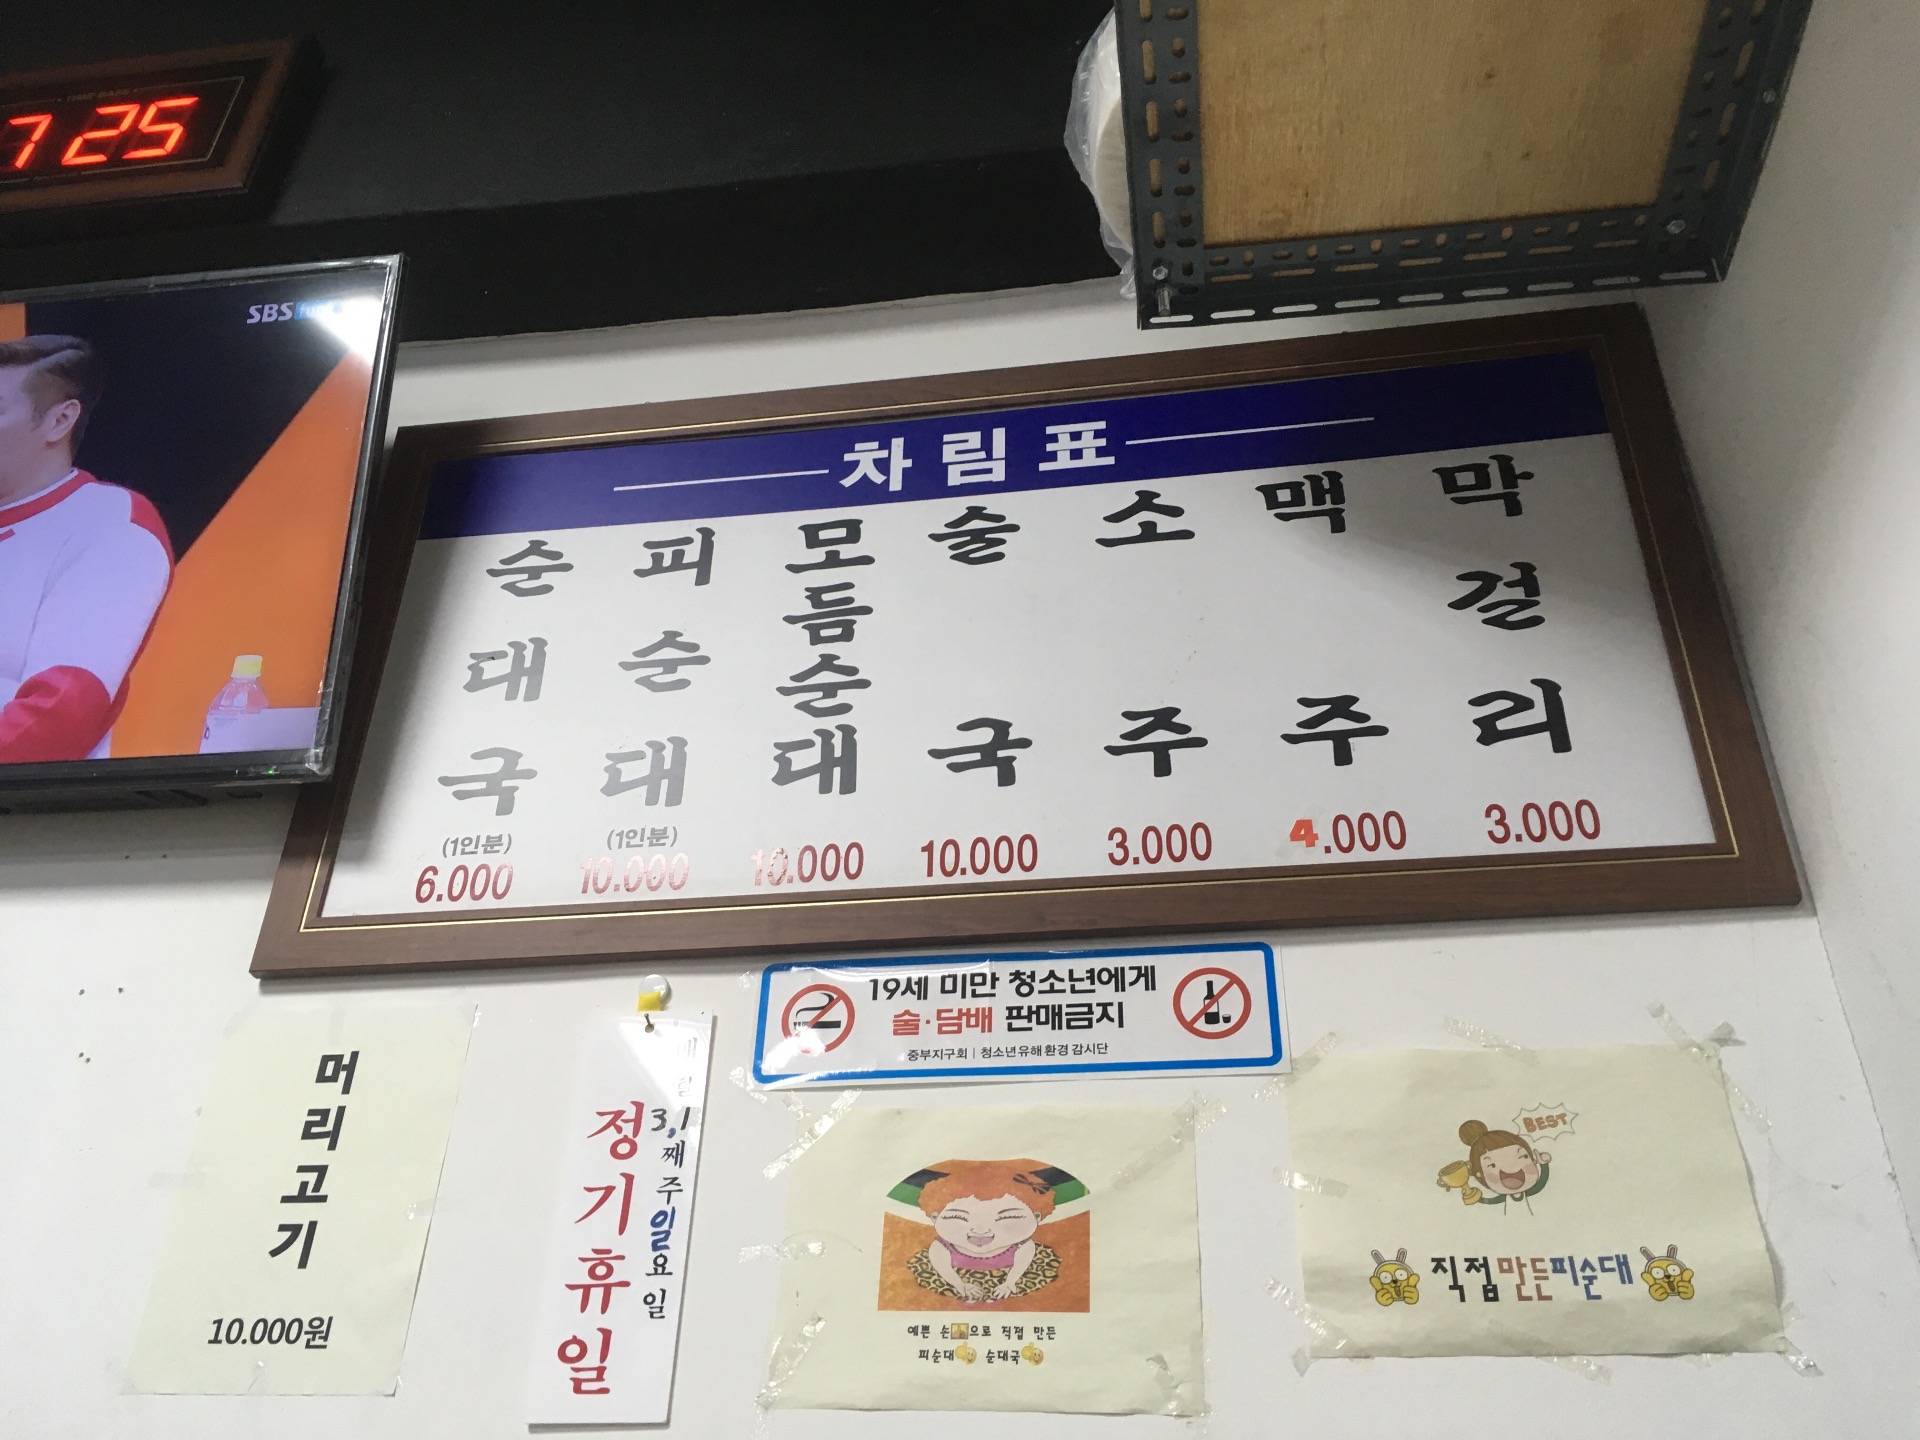 7 25
SBS
차림표
순대국 (1인분) 6.000
피순대 (1인분) 10.000
모듬순대 10.000
술국 10.000
소주 3.000
맥주 4.000
막걸리 3.000
19세 미만 청소년에게
술·담배 판매금지
중부지구회 | 청소년유해환경 감시단
머리고기
10.000원
3,1째주일요일
정기휴일
예쁜 손으로 직접 만든
피순대 순대국
BEST
직접만든피순대